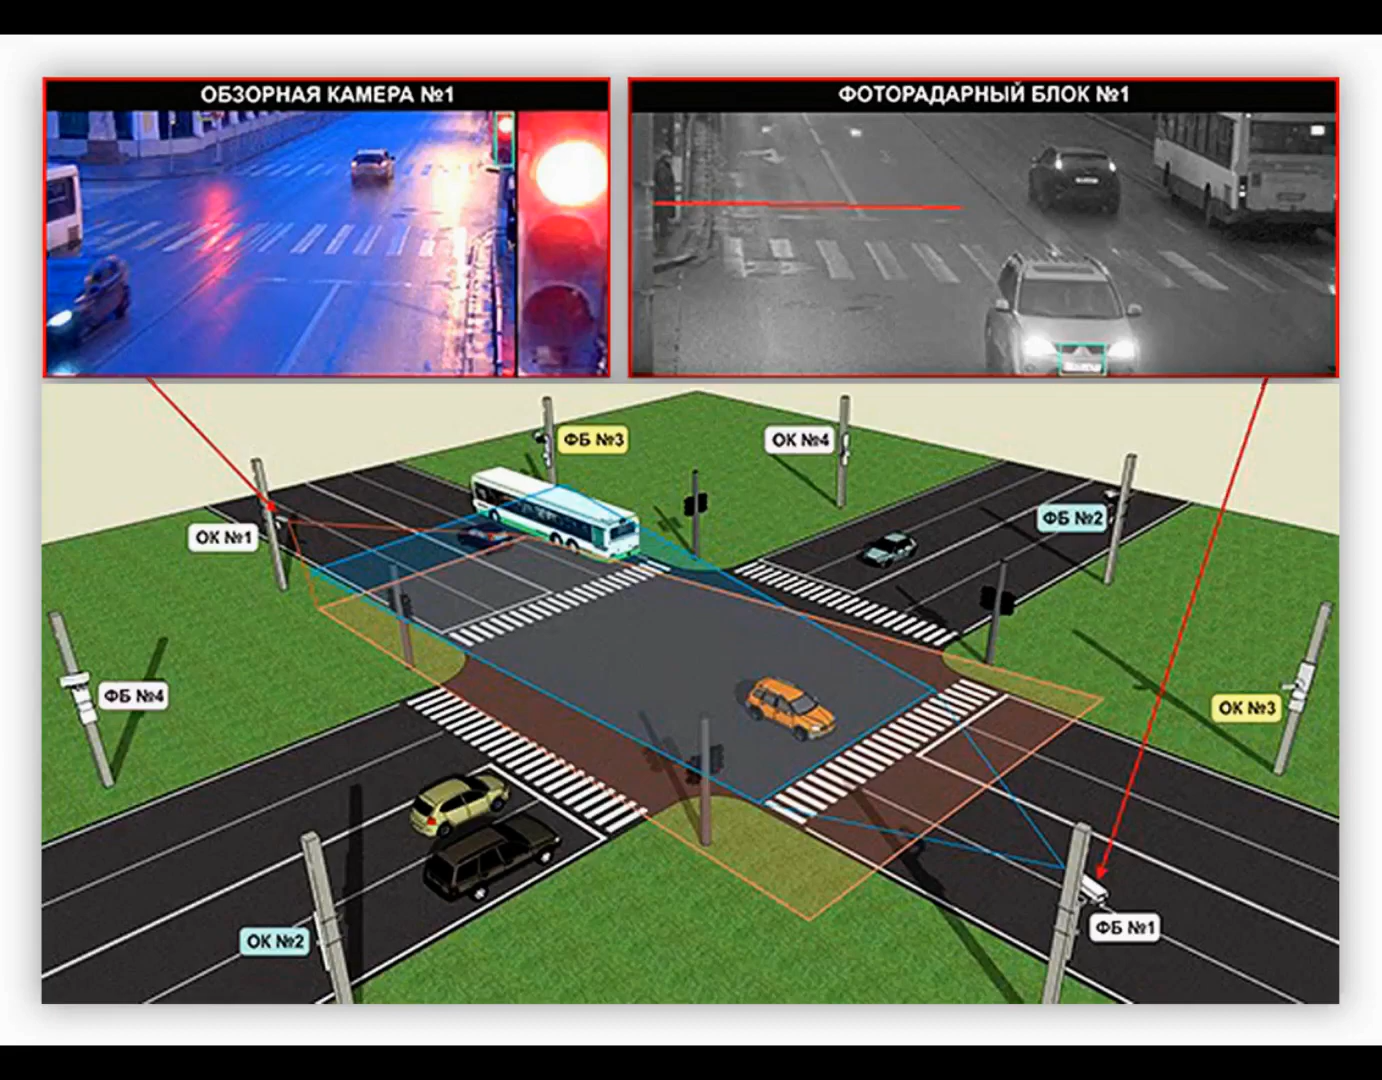 ОБЗОРНАЯ КАМЕРА №1
ФОТОРАДАРНЫЙ БЛОК №1
ФБ №3
ОК №4
ФБ №2
ОК №1
ФБ №4
ОК №3
ОК №2
ФБ №1